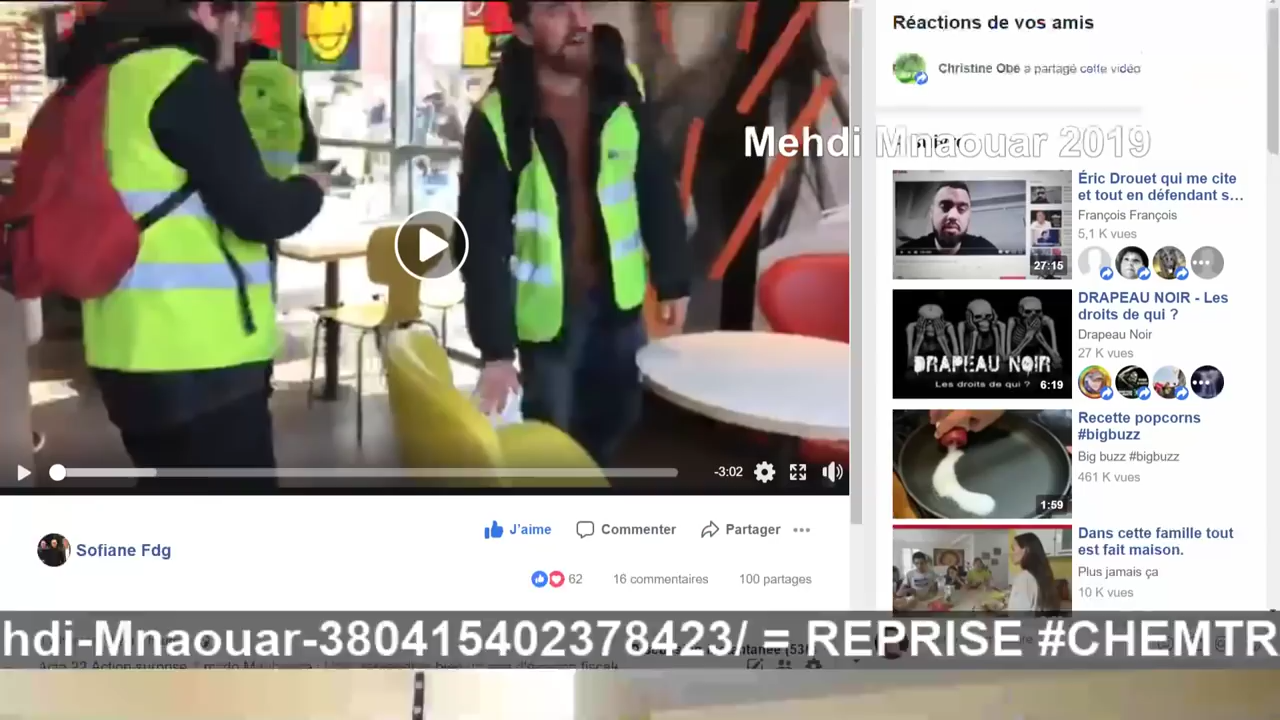 Réactions de vos amis
Christine Obe a partagé cette vidéo
Mehdi Mnaouar 2019
Éric Drouet qui me cite
et tout en défendant s…
François François
5,1 K vues
27:15
DRAPEAU NOIR - Les
droits de qui ?
Drapeau Noir
27 K vues
DRAPEAU NOIR
Les droits de qui ?
6:19
Recette popcorns
#bigbuzz
Big buzz #bigbuzz
461 K vues
1:59
Dans cette famille tout
est fait maison.
Plus jamais ça
10 K vues
-3:02
J'aime
Commenter
Partager
Sofiane Fdg
62
16 commentaires
100 partages
hdi-Mnaouar-380415402378423/ = REPRISE #CHEMTR